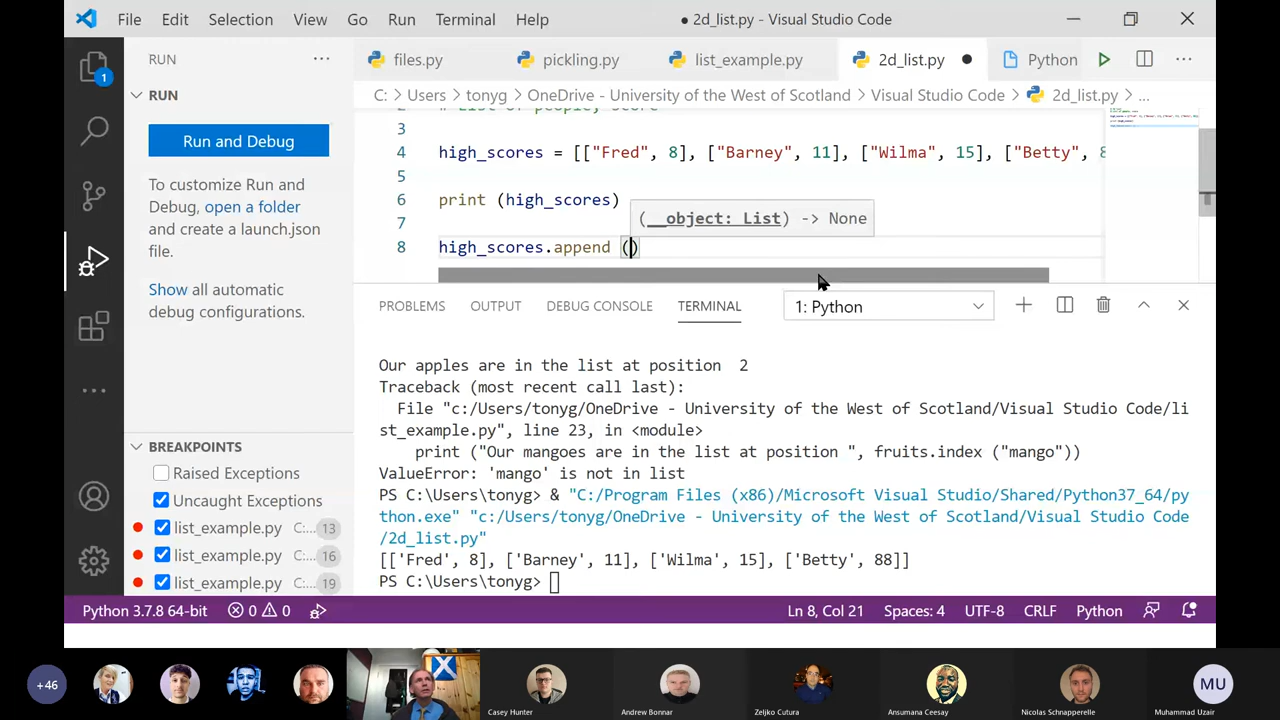 File Edit Selection View Go Run Terminal Help ● 2d_list.py - Visual Studio Code
RUN ···
files.py pickling.py list_example.py 2d_list.py ● Python ···
C: > Users > tonyg > OneDrive - University of the West of Scotland > Visual Studio Code > 2d_list.py > ...
1
RUN
Run and Debug
To customize Run and
Debug, open a folder
and create a launch.json
file.
Show all automatic
debug configurations.
2 # List of people, score
3
4 high_scores = [["Fred", 8], ["Barney", 11], ["Wilma", 15], ["Betty", 8
5
6 print (high_scores)
7 (__object: List) -> None
8 high_scores.append ()
PROBLEMS OUTPUT DEBUG CONSOLE TERMINAL 1: Python
Our apples are in the list at position  2
Traceback (most recent call last):
  File "c:/Users/tonyg/OneDrive - University of the West of Scotland/Visual Studio Code/li
st_example.py", line 23, in <module>
    print ("Our mangoes are in the list at position ", fruits.index ("mango"))
ValueError: 'mango' is not in list
PS C:\Users\tonyg> & "C:/Program Files (x86)/Microsoft Visual Studio/Shared/Python37_64/py
thon.exe" "c:/Users/tonyg/OneDrive - University of the West of Scotland/Visual Studio Code
/2d_list.py"
[['Fred', 8], ['Barney', 11], ['Wilma', 15], ['Betty', 88]]
PS C:\Users\tonyg>
BREAKPOINTS
Raised Exceptions
Uncaught Exceptions
list_example.py C:... 13
list_example.py C:... 16
list_example.py C:... 19
Python 3.7.8 64-bit 0 0 Ln 8, Col 21 Spaces: 4 UTF-8 CRLF Python
+46 MU
Casey Hunter Andrew Bonnar Zeljko Cutura Ansumana Ceesay Nicolas Schnapperelle Muhammad Uzair